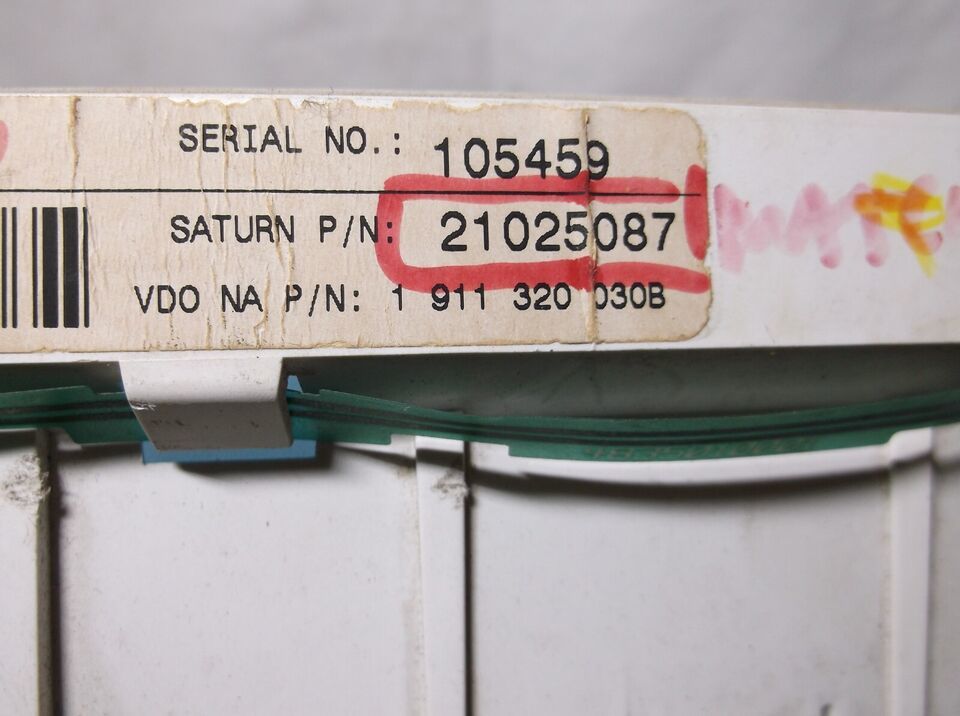 SERIAL NO.: 105459
SATURN P/N: 21025087
VDO NA P/N: 1 911 320 030B